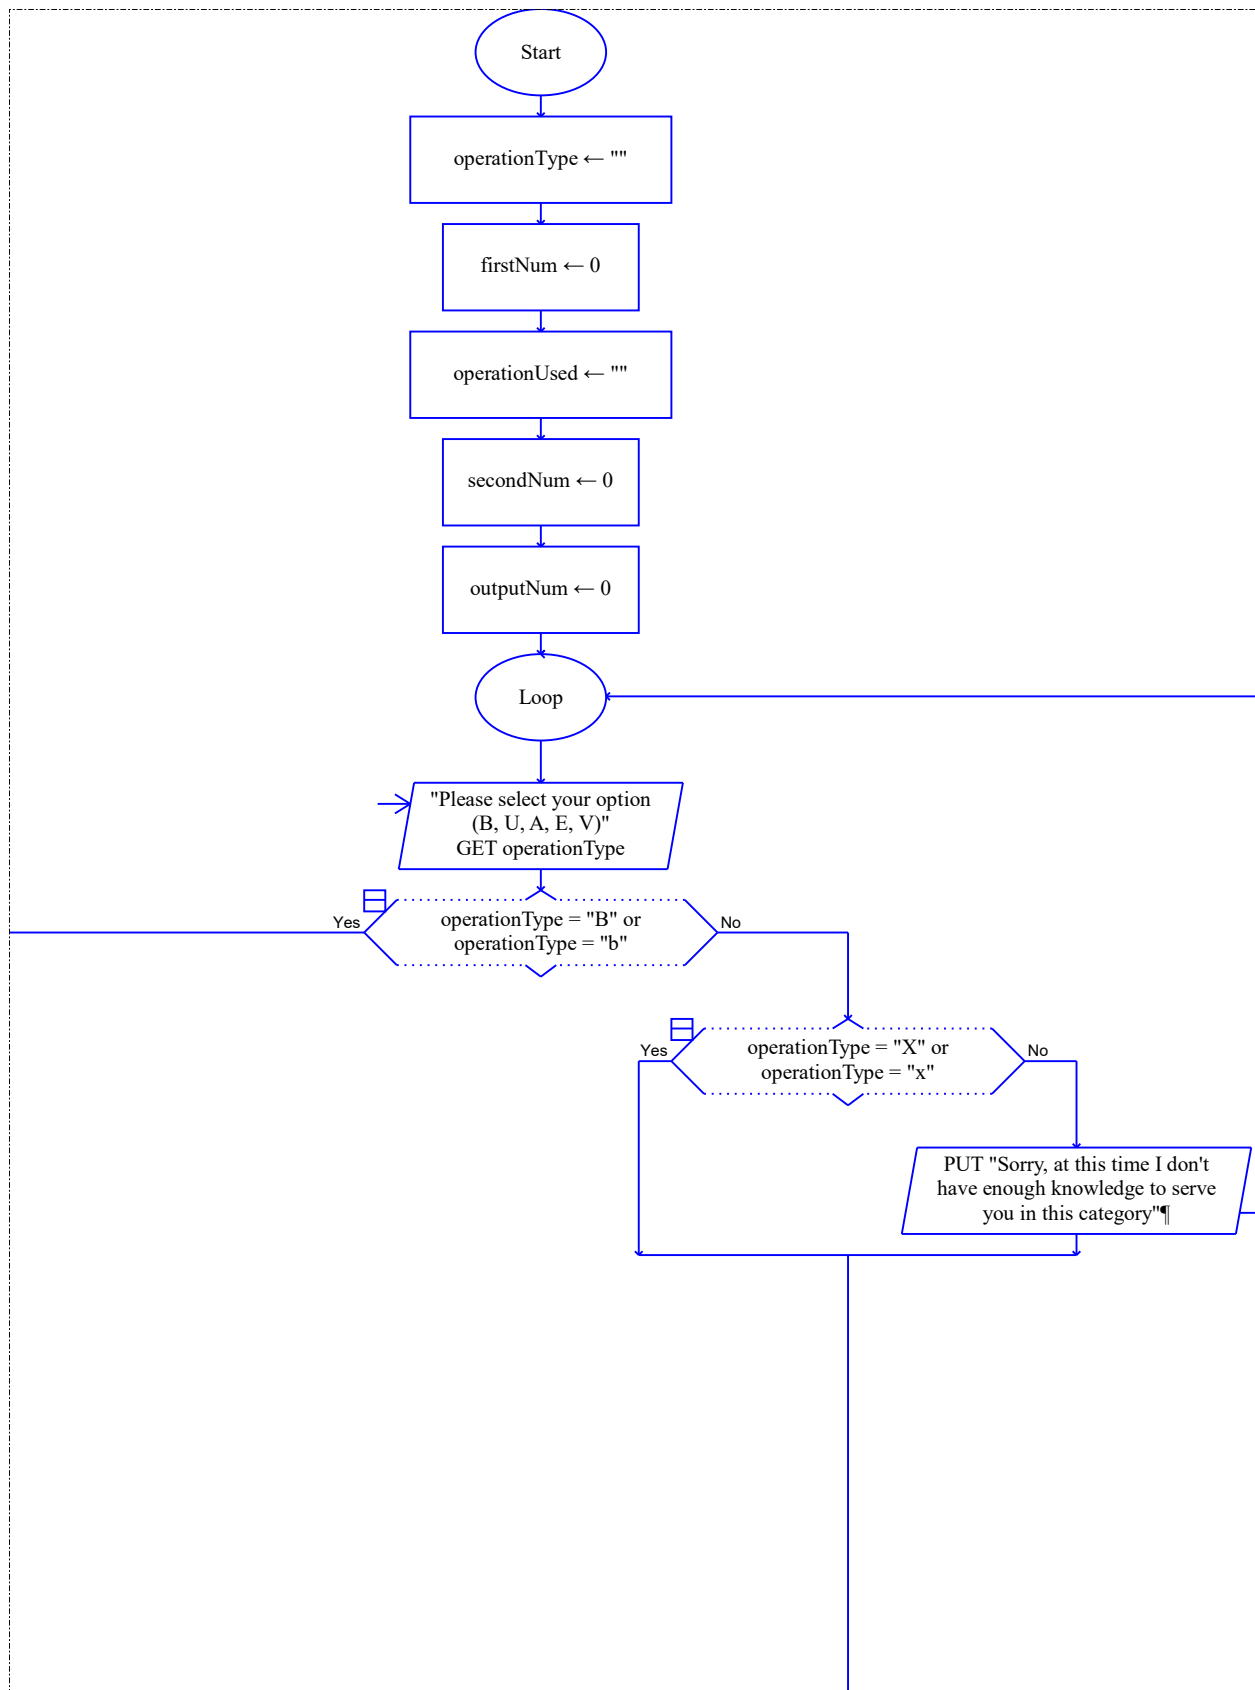 Start
operationType ← ""
firstNum ← 0
operationUsed ← ""
secondNum ← 0
outputNum ← 0
Loop
"Please select your option
(B, U, A, E, V)"
GET operationType
Yes
operationType = "B" or
operationType = "b"
No
Yes
operationType = "X" or
operationType = "x"
No
PUT "Sorry, at this time I don't
have enough knowledge to serve
you in this category"¶